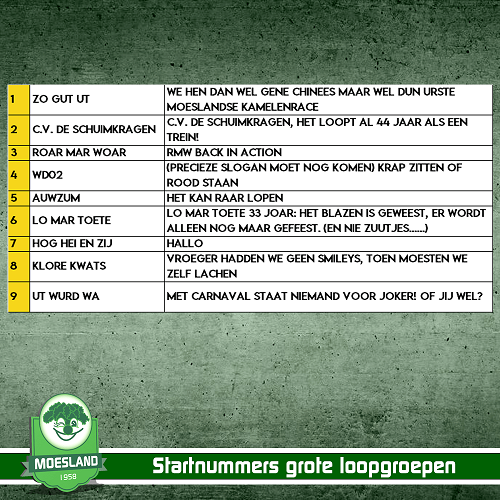 1 ZO GUT UT WE HEN DAN WEL GENE CHINEES MAAR WEL DUN URSTE
MOESLANDSE KAMELENRACE
2 C.V. DE SCHUIMKRAGEN C.V. DE SCHUIMKRAGEN, HET LOOPT AL 44 JAAR ALS EEN
TREIN!
3 ROAR MAR WOAR RMW BACK IN ACTION
4 WD02 (PRECIEZE SLOGAN MOET NOG KOMEN) KRAP ZITTEN OF
ROOD STAAN
5 AUWZUM HET KAN RAAR LOPEN
6 LO MAR TOETE LO MAR TOETE 33 JOAR: HET BLAZEN IS GEWEEST, ER WORDT
ALLEEN NOG MAAR GEFEEST. (EN NIE ZUUTJES......)
7 HOG HEI EN ZIJ HALLO
8 KLORE KWATS VROEGER HADDEN WE GEEN SMILEYS, TOEN MOESTEN WE
ZELF LACHEN
9 UT WURD WA MET CARNAVAL STAAT NIEMAND VOOR JOKER! OF JIJ WEL?
MOESLAND
1958
Startnummers grote loopgroepen